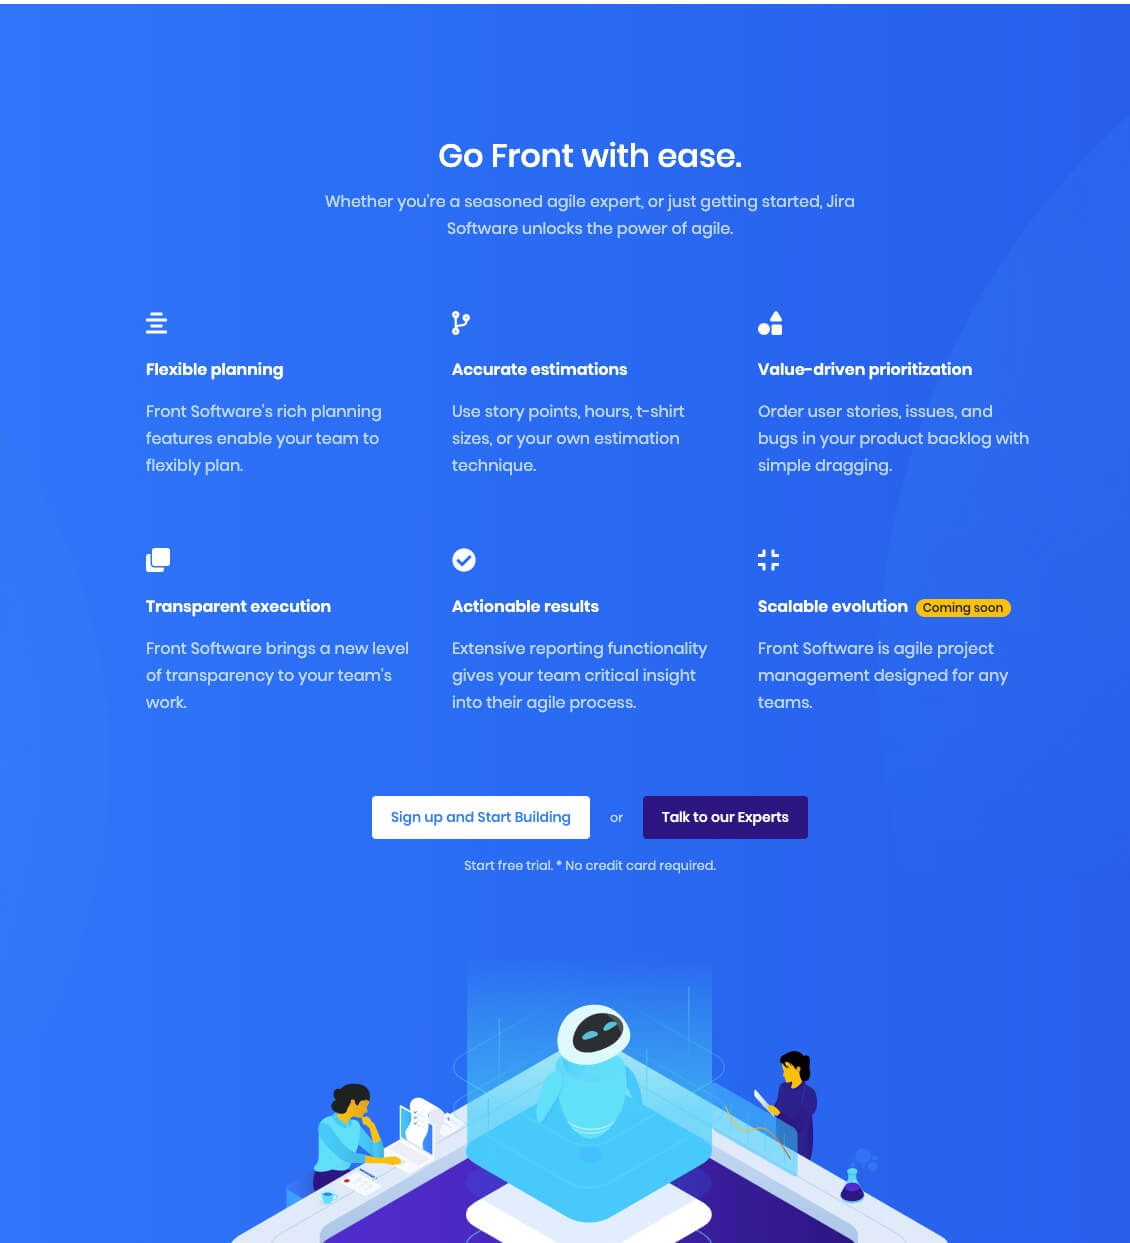 Go Front with ease.
Whether you're a seasoned agile expert, or just getting started, Jira
Software unlocks the power of agile.
Flexible planning
Front Software's rich planning
features enable your team to
flexibly plan.
Accurate estimations
Use story points, hours, t-shirt
sizes, or your own estimation
technique.
Value-driven prioritization
Order user stories, issues, and
bugs in your product backlog with
simple dragging.
Transparent execution
Front Software brings a new level
of transparency to your team's
work.
Actionable results
Extensive reporting functionality
gives your team critical insight
into their agile process.
Scalable evolution Coming soon
Front Software is agile project
management designed for any
teams.
Sign up and Start Building or Talk to our Experts
Start free trial. * No credit card required.